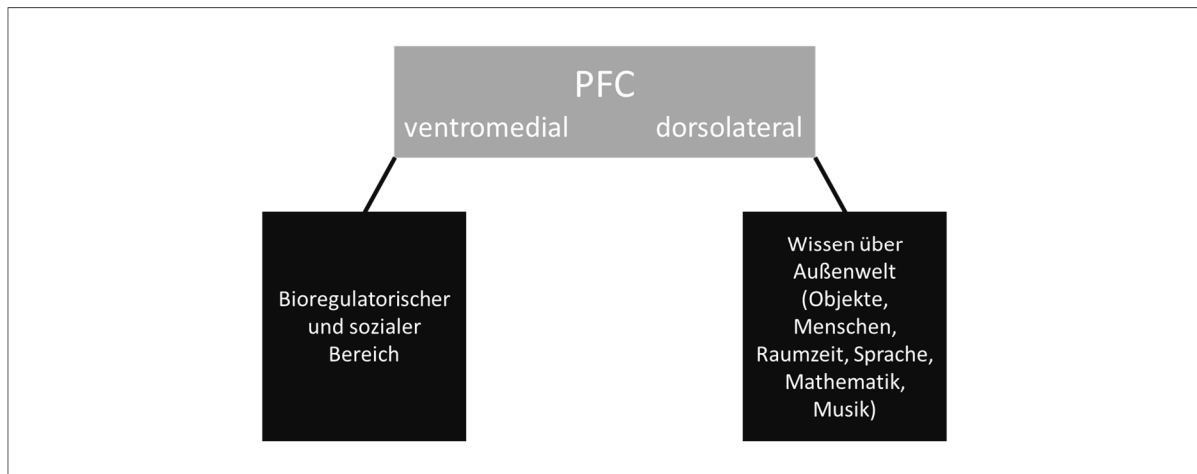 PFC
ventromedial dorsolateral
Bioregulatorischer
und sozialer
Bereich
Wissen über
Außenwelt
(Objekte,
Menschen,
Raumzeit, Sprache,
Mathematik,
Musik)